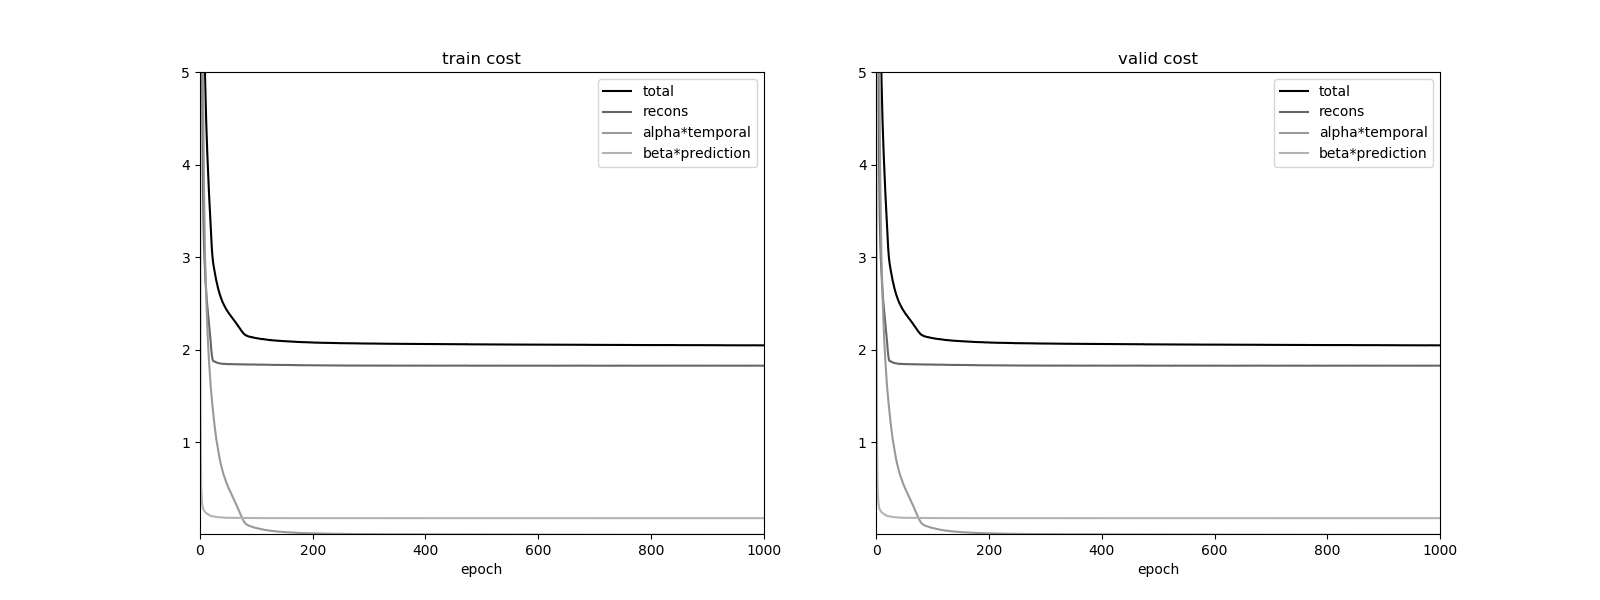 train cost
5
4
3
2
1
0 200 400 600 800 1000
epoch
total
recons
alpha*temporal
beta*prediction
valid cost
5
4
3
2
1
0 200 400 600 800 1000
epoch
total
recons
alpha*temporal
beta*prediction